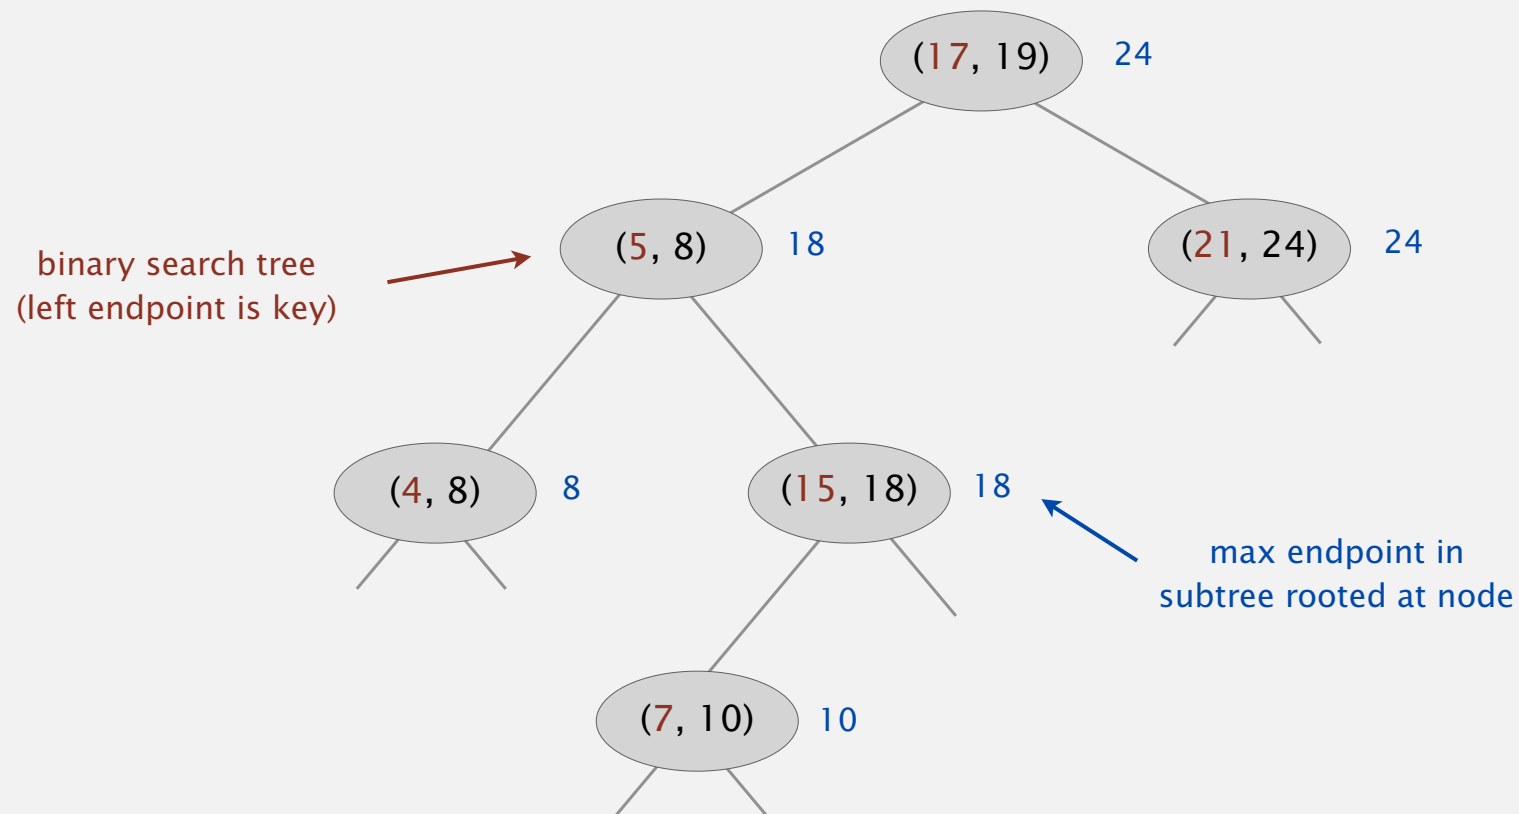 (17, 19) 24
(5, 8) 18
(21, 24) 24
binary search tree
(left endpoint is key)
(4, 8) 8
(15, 18) 18
max endpoint in
subtree rooted at node
(7, 10) 10